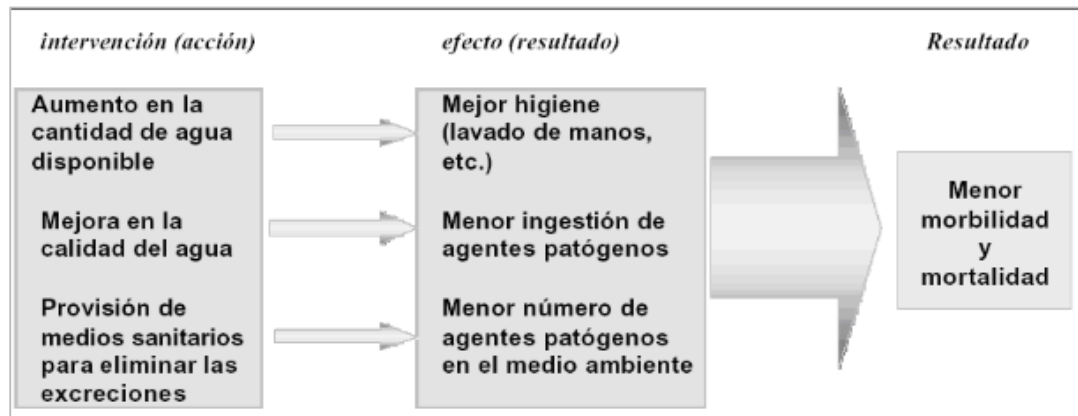 intervención (acción)
efecto (resultado)
Resultado
Aumento en la
cantidad de agua
disponible
Mejor higiene
(lavado de manos,
etc.)
Mejora en la
calidad del agua
Menor ingestión de
agentes patógenos
Provisión de
medios sanitarios
para eliminar las
excreciones
Menor número de
agentes patógenos
en el medio ambiente
Menor
morbilidad
y
mortalidad